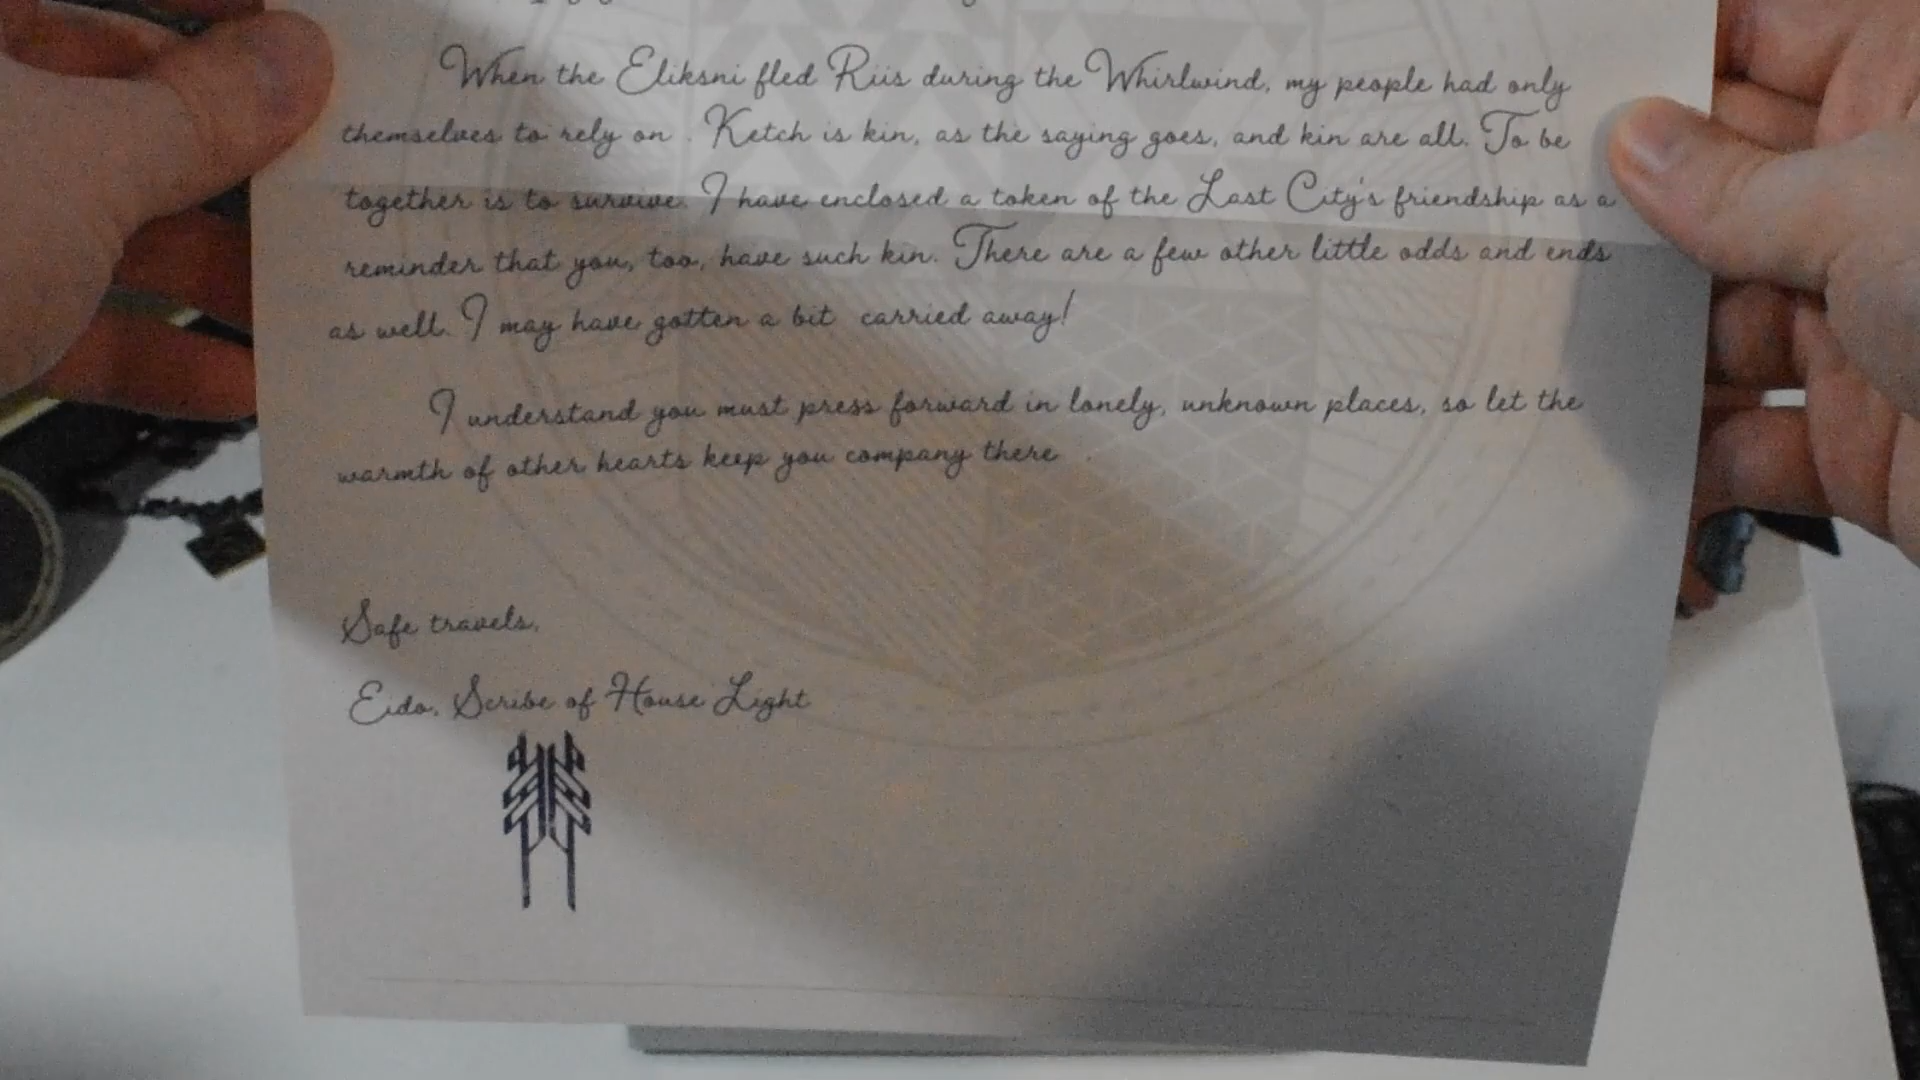 When the Eliksni fled Riis during the Whirlwind, my people had only
themselves to rely on . Ketch is kin, as the saying goes, and kin are all. To be
together is to survive. I have enclosed a token of the Last City's friendship as a
reminder that you, too, have such kin. There are a few other little odds and ends
as well. I may have gotten a bit carried away!
I understand you must press forward in lonely, unknown places, so let the
warmth of other hearts keep you company there .
Safe travels,
Eido, Scribe of House Light